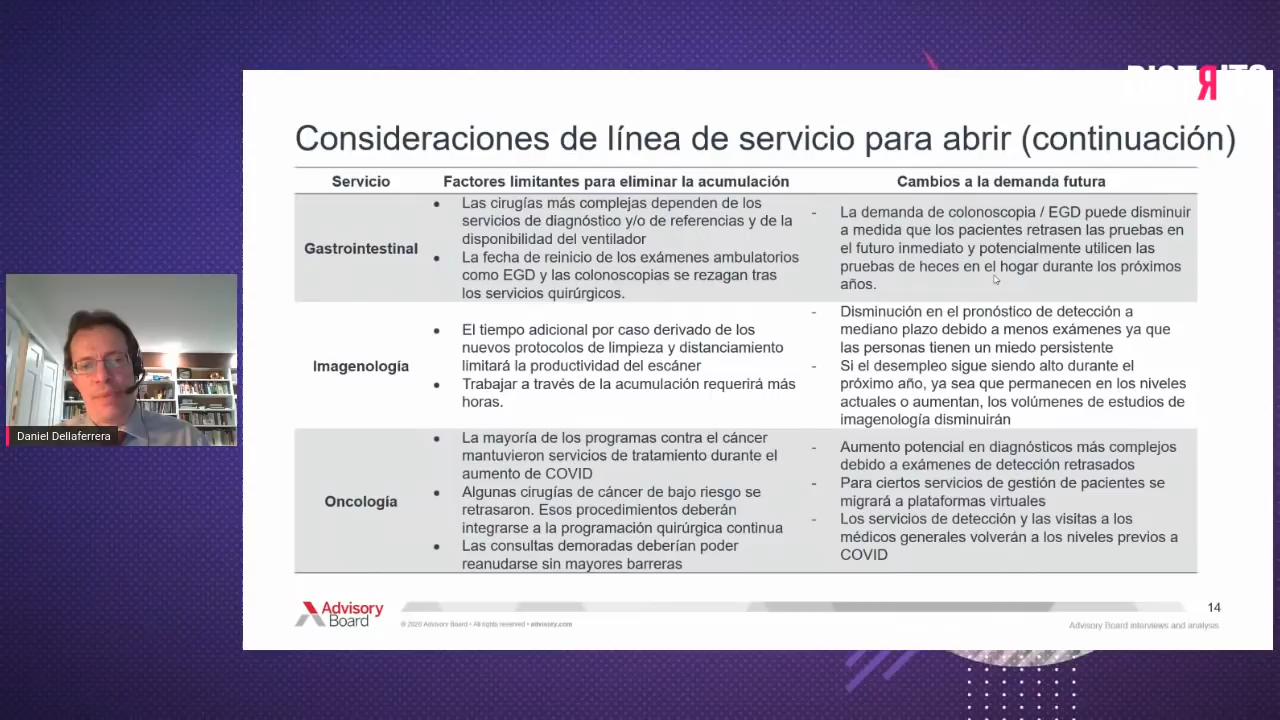 Consideraciones de línea de servicio para abrir (continuación)
Servicio
Factores limitantes para eliminar la acumulación
Cambios a la demanda futura
Gastrointestinal
• Las cirugías más complejas dependen de los
servicios de diagnóstico y/o de referencias y de la
disponibilidad del ventilador
• La fecha de reinicio de los exámenes ambulatorios
como EGD y las colonoscopias se rezagan tras
los servicios quirúrgicos.
- La demanda de colonoscopia / EGD puede disminuir
a medida que los pacientes retrasen las pruebas en
el futuro inmediato y potencialmente utilicen las
pruebas de heces en el hogar durante los próximos
años.
Imagenología
• El tiempo adicional por caso derivado de los
nuevos protocolos de limpieza y distanciamiento
limitará la productividad del escáner
• Trabajar a través de la acumulación requerirá más
horas.
- Disminución en el pronóstico de detección a
mediano plazo debido a menos exámenes ya que
las personas tienen un miedo persistente
- Si el desempleo sigue siendo alto durante el
próximo año, ya sea que permanecen en los niveles
actuales o aumentan, los volúmenes de estudios de
imagenología disminuirán
Oncología
• La mayoría de los programas contra el cáncer
mantuvieron servicios de tratamiento durante el
aumento de COVID
• Algunas cirugías de cáncer de bajo riesgo se
retrasaron. Esos procedimientos deberán
integrarse a la programación quirúrgica continua
• Las consultas demoradas deberían poder
reanudarse sin mayores barreras
- Aumento potencial en diagnósticos más complejos
debido a exámenes de detección retrasados
- Para ciertos servicios de gestión de pacientes se
migrará a plataformas virtuales
- Los servicios de detección y las visitas a los
médicos generales volverán a los niveles previos a
COVID
Daniel Dellaferrera
Advisory
Board
© 2020 Advisory Board • All rights reserved • advisory.com
14
Advisory Board interviews and analysis